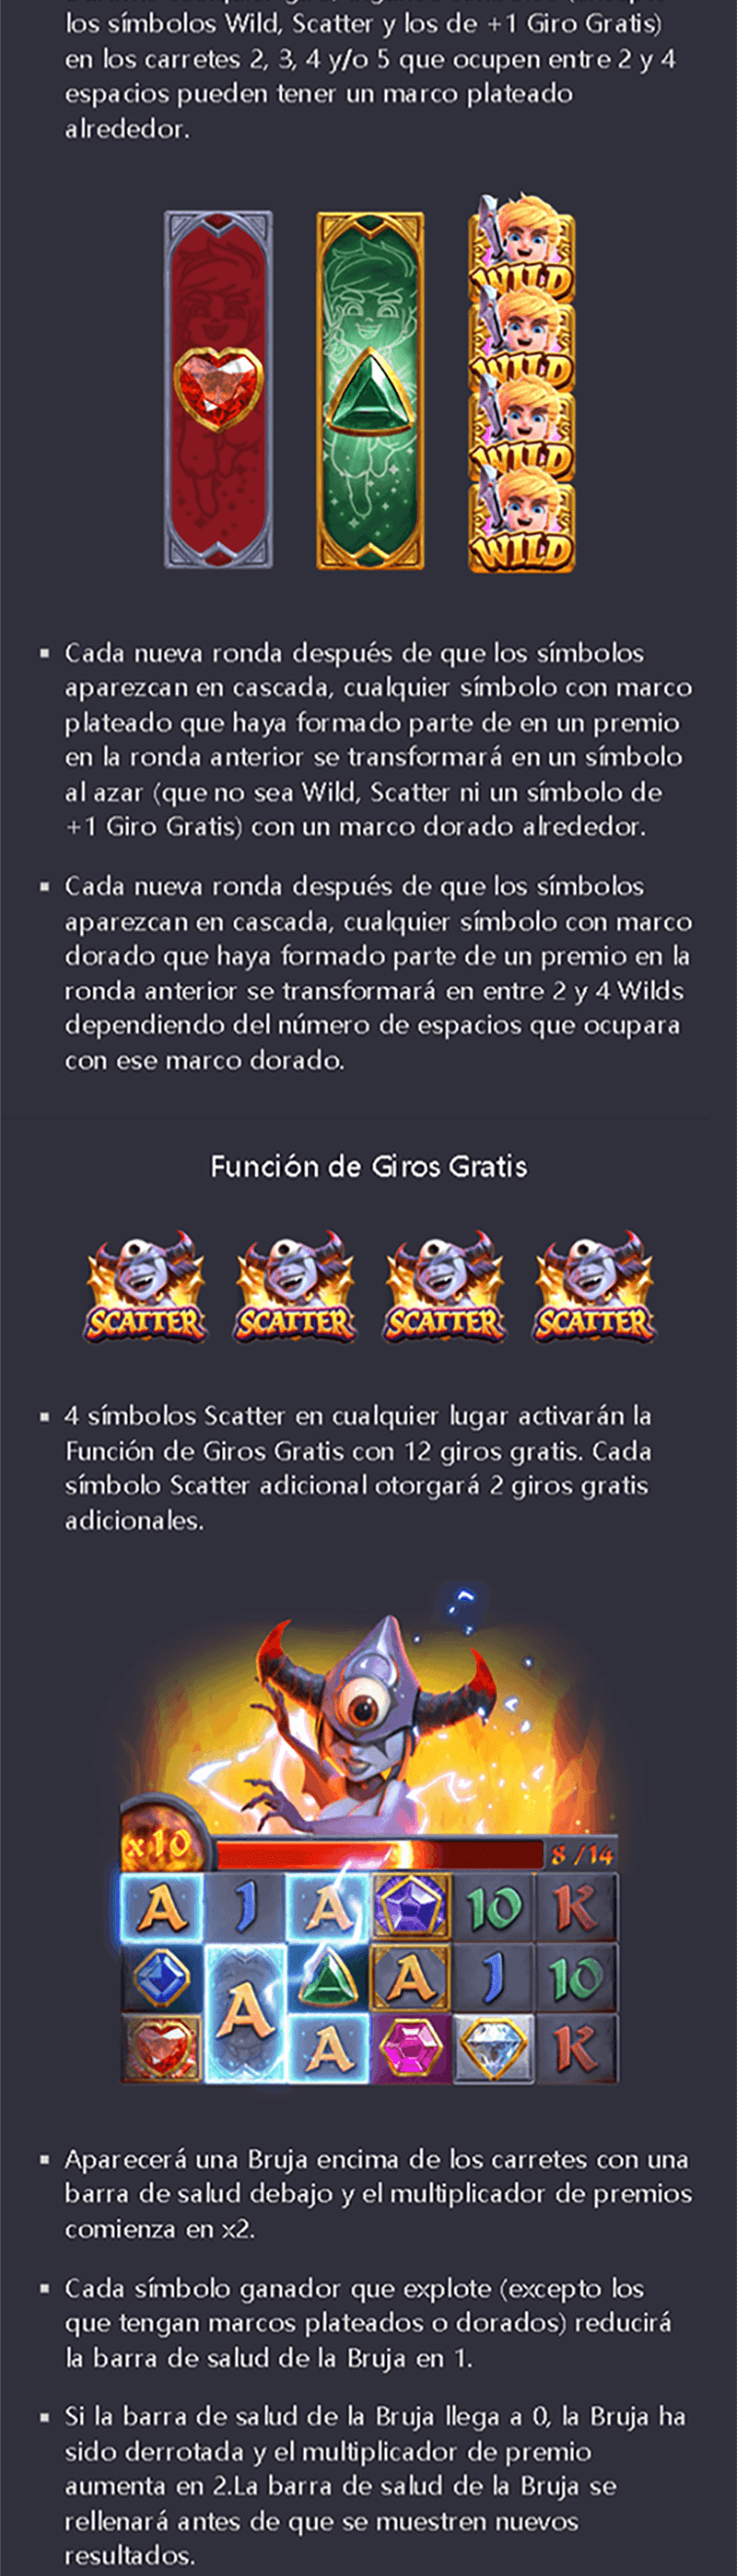 los símbolos Wild, Scatter y los de +1 Giro Gratis)
en los carretes 2, 3, 4 y/o 5 que ocupen entre 2 y 4
espacios pueden tener un marco plateado
alrededor.
WILD
WILD
WILD
WILD
Cada nueva ronda después de que los símbolos
aparezcan en cascada, cualquier símbolo con marco
plateado que haya formado parte de en un premio
en la ronda anterior se transformará en un símbolo
al azar (que no sea Wild, Scatter ni un símbolo de
+1 Giro Gratis) con un marco dorado alrededor.
Cada nueva ronda después de que los símbolos
aparezcan en cascada, cualquier símbolo con marco
dorado que haya formado parte de un premio en la
ronda anterior se transformará en entre 2 y 4 Wilds
dependiendo del número de espacios que ocupara
con ese marco dorado.
Función de Giros Gratis
SCATTER SCATTER SCATTER SCATTER
4 símbolos Scatter en cualquier lugar activarán la
Función de Giros Gratis con 12 giros gratis. Cada
símbolo Scatter adicional otorgará 2 giros gratis
adicionales.
x10 8/14
A J A 10 K
A A J 10
A K
Aparecerá una Bruja encima de los carretes con una
barra de salud debajo y el multiplicador de premios
comienza en x2.
Cada símbolo ganador que explote (excepto los
que tengan marcos plateados o dorados) reducirá
la barra de salud de la Bruja en 1.
Si la barra de salud de la Bruja llega a 0, la Bruja ha
sido derrotada y el multiplicador de premio
aumenta en 2.La barra de salud de la Bruja se
rellenará antes de que se muestren nuevos
resultados.